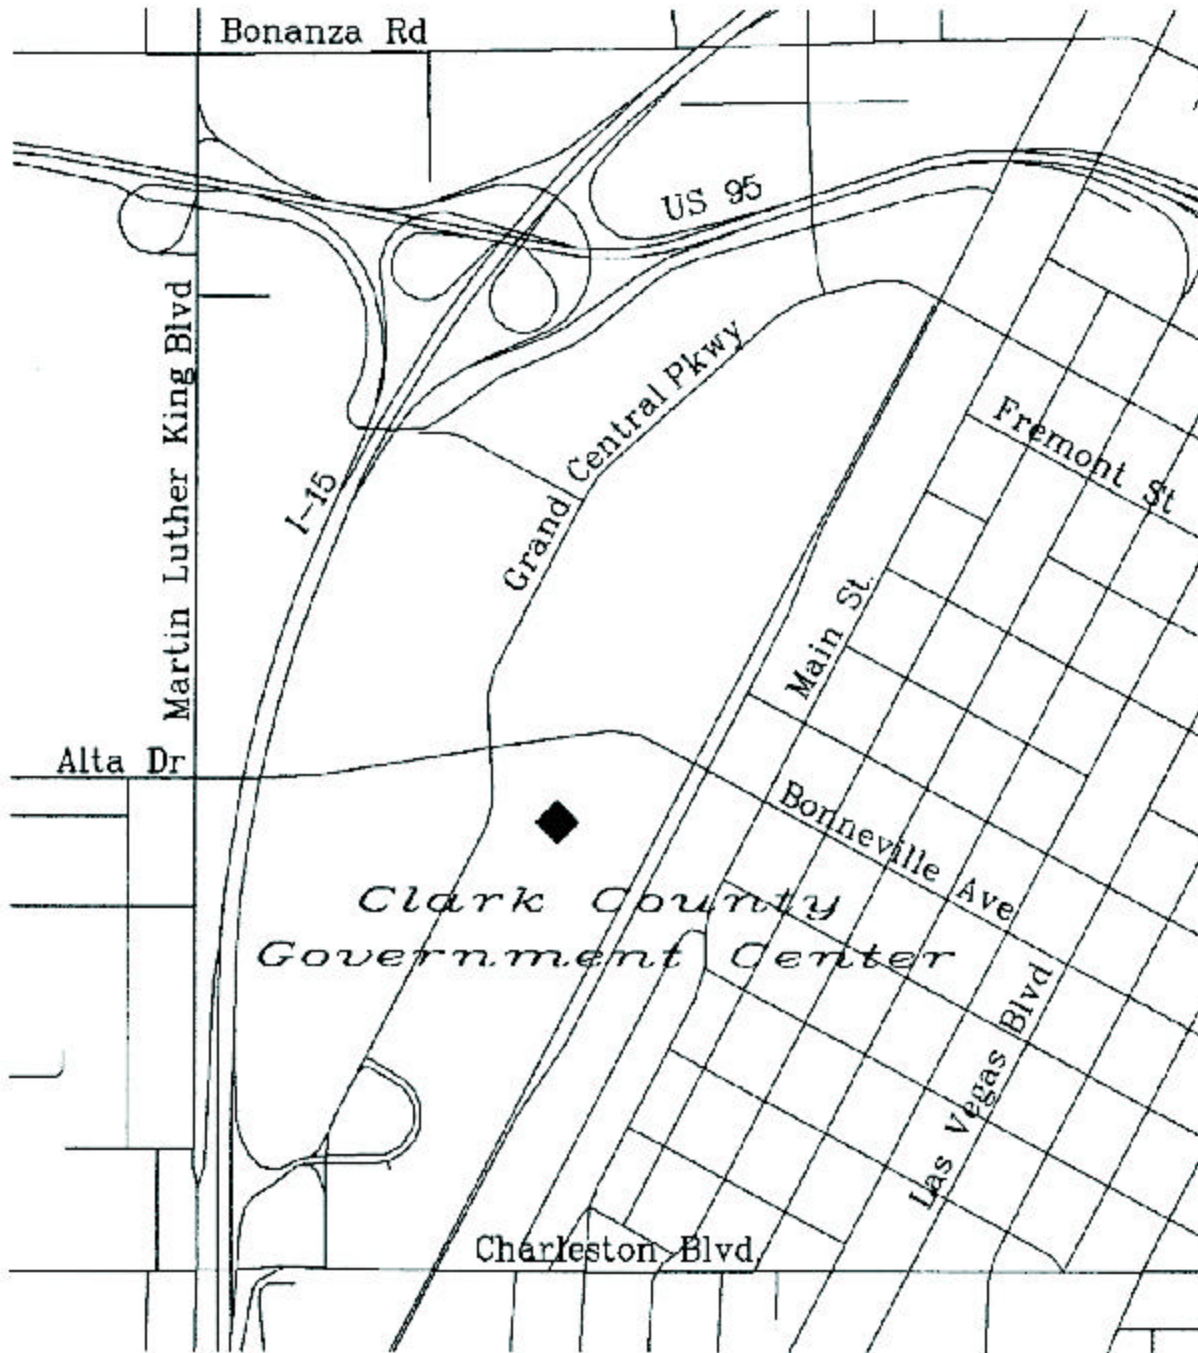 Bonanza Rd
US 95
Martin Luther King Blvd
Grand Central Pkwy
I-15
Fremont St
Main St.
Alta Dr
Bonneville Ave
Clark County
Government Center
Las Vegas Blvd
Charleston Blvd.